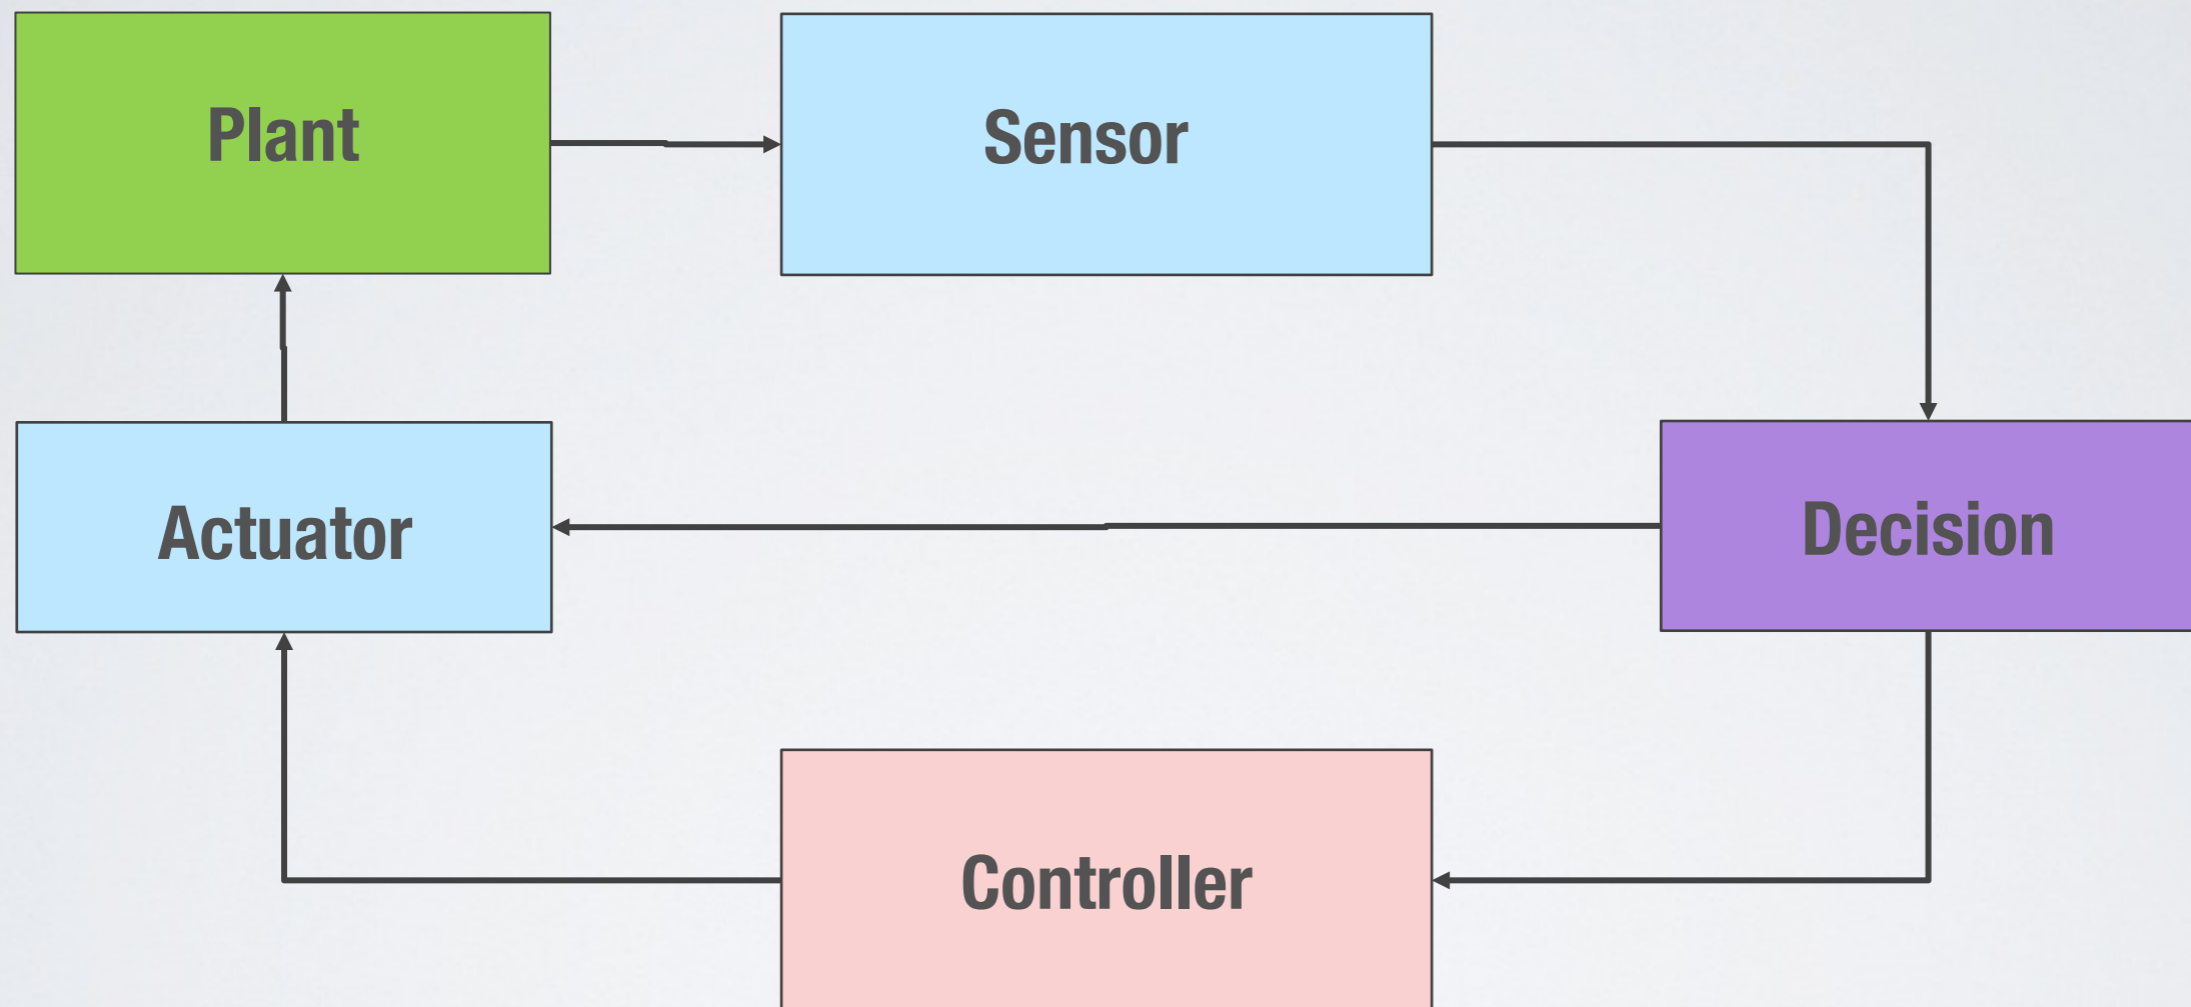 Plant
Sensor
Actuator
Decision
Controller